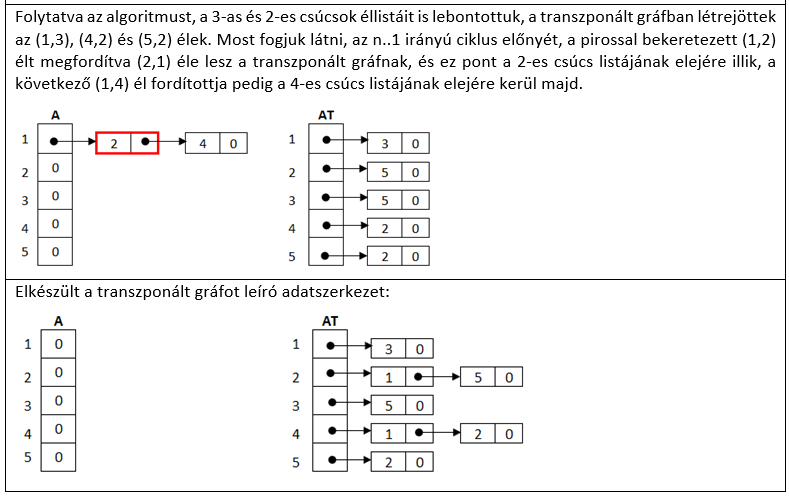 Folytatva az algoritmust, a 3-as és 2-es csúcsok éllistáit is lebontottuk, a transzponált gráfban létrejöttek
az (1,3), (4,2) és (5,2) élek. Most fogjuk látni, az n..1 irányú ciklus előnyét, a pirossal bekeretezett (1,2)
élt megfordítva (2,1) éle lesz a transzponált gráfnak, és ez pont a 2-es csúcs listájának elejére illik, a
következő (1,4) él fordítottja pedig a 4-es csúcs listájának elejére kerül majd.
A AT
1 2 4 0 1 3 0
2 0 2 5 0
3 0 3 5 0
4 0 4 2 0
5 0 5 2 0
Elkészült a transzponált gráfot leíró adatszerkezet:
A AT
1 0 1 3 0
2 0 2 1 5 0
3 0 3 5 0
4 0 4 1 2 0
5 0 5 2 0